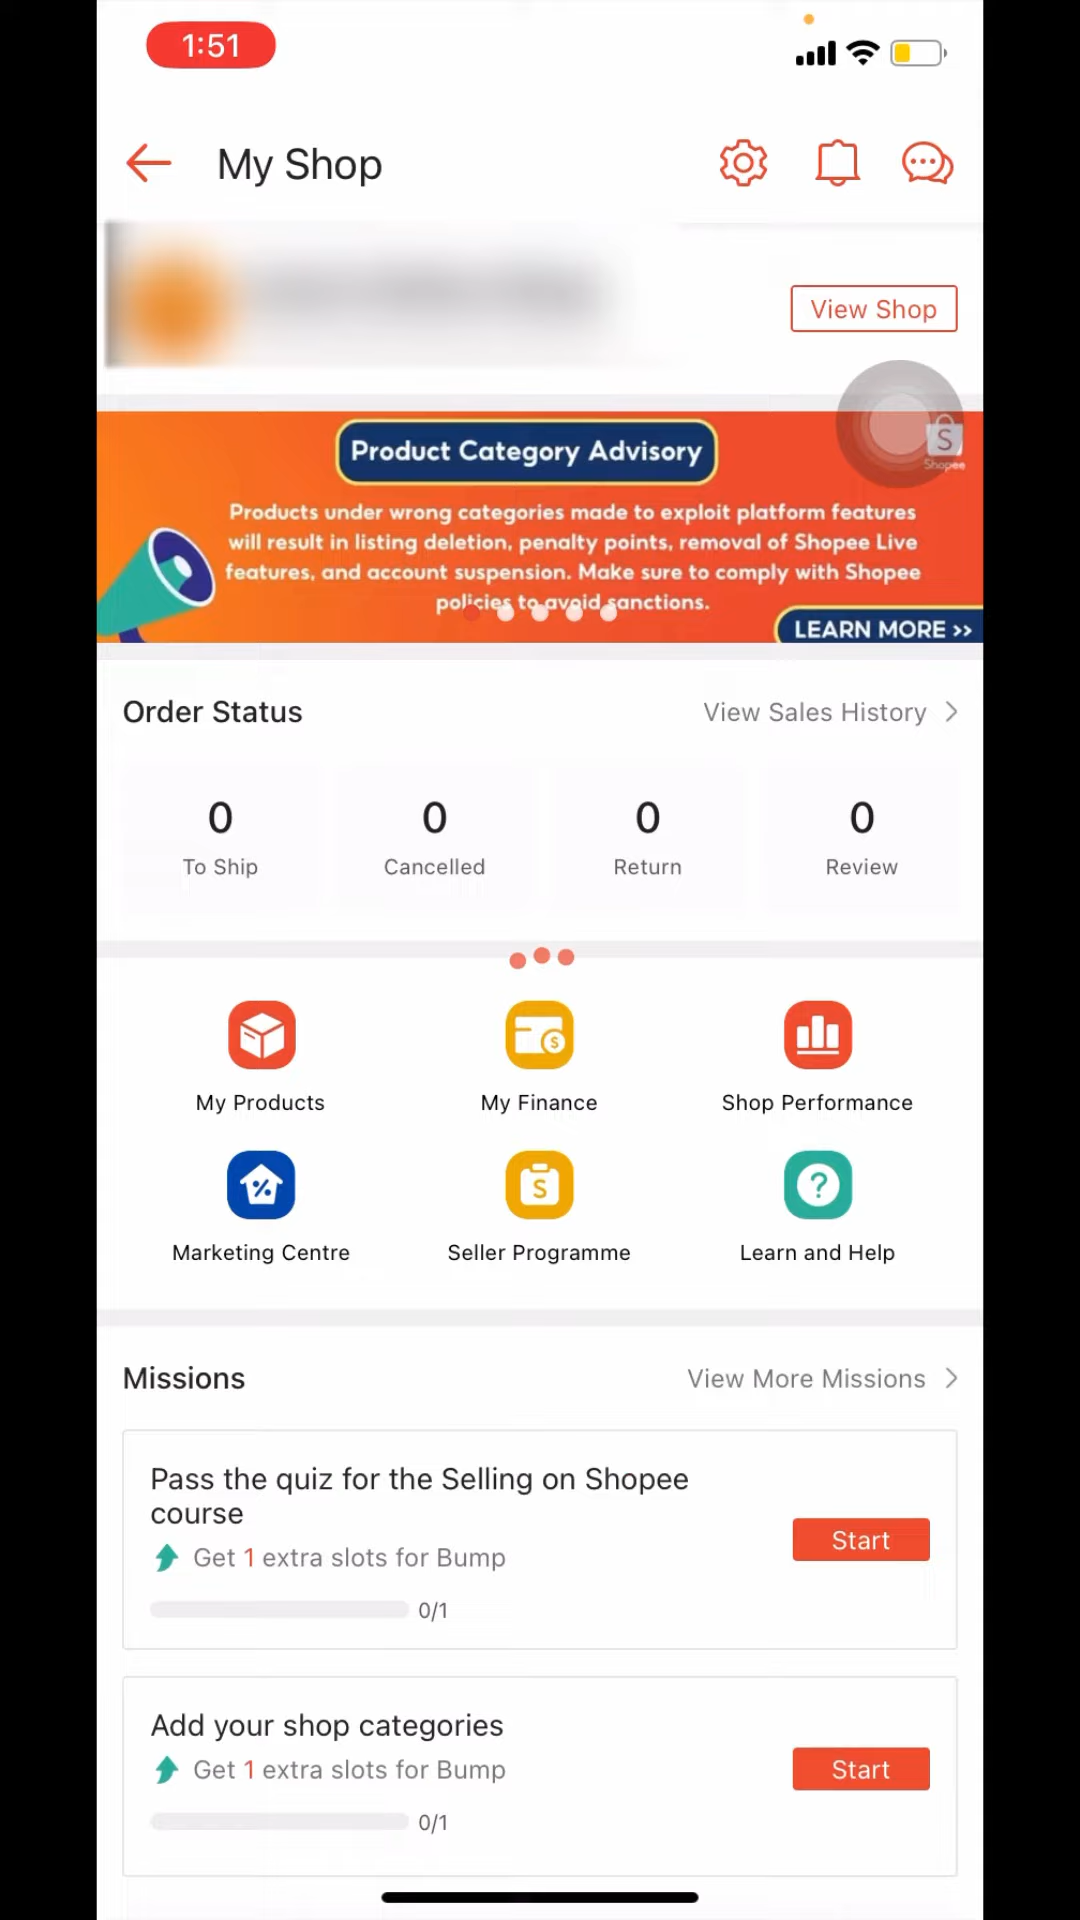 1:51
My Shop
View Shop
Product Category Advisory
S
Shopee
Products under wrong categories made to exploit platform features
will result in listing deletion, penalty points, removal of Shopee Live
features, and account suspension. Make sure to comply with Shopee
policies to avoid sanctions.
LEARN MORE >>
Order Status
View Sales History >
0 0 0 0
To Ship Cancelled Return Review
My Products My Finance Shop Performance
Marketing Centre Seller Programme Learn and Help
Missions
View More Missions >
Pass the quiz for the Selling on Shopee
course
Get 1 extra slots for Bump
0/1
Start
Add your shop categories
Get 1 extra slots for Bump
0/1
Start